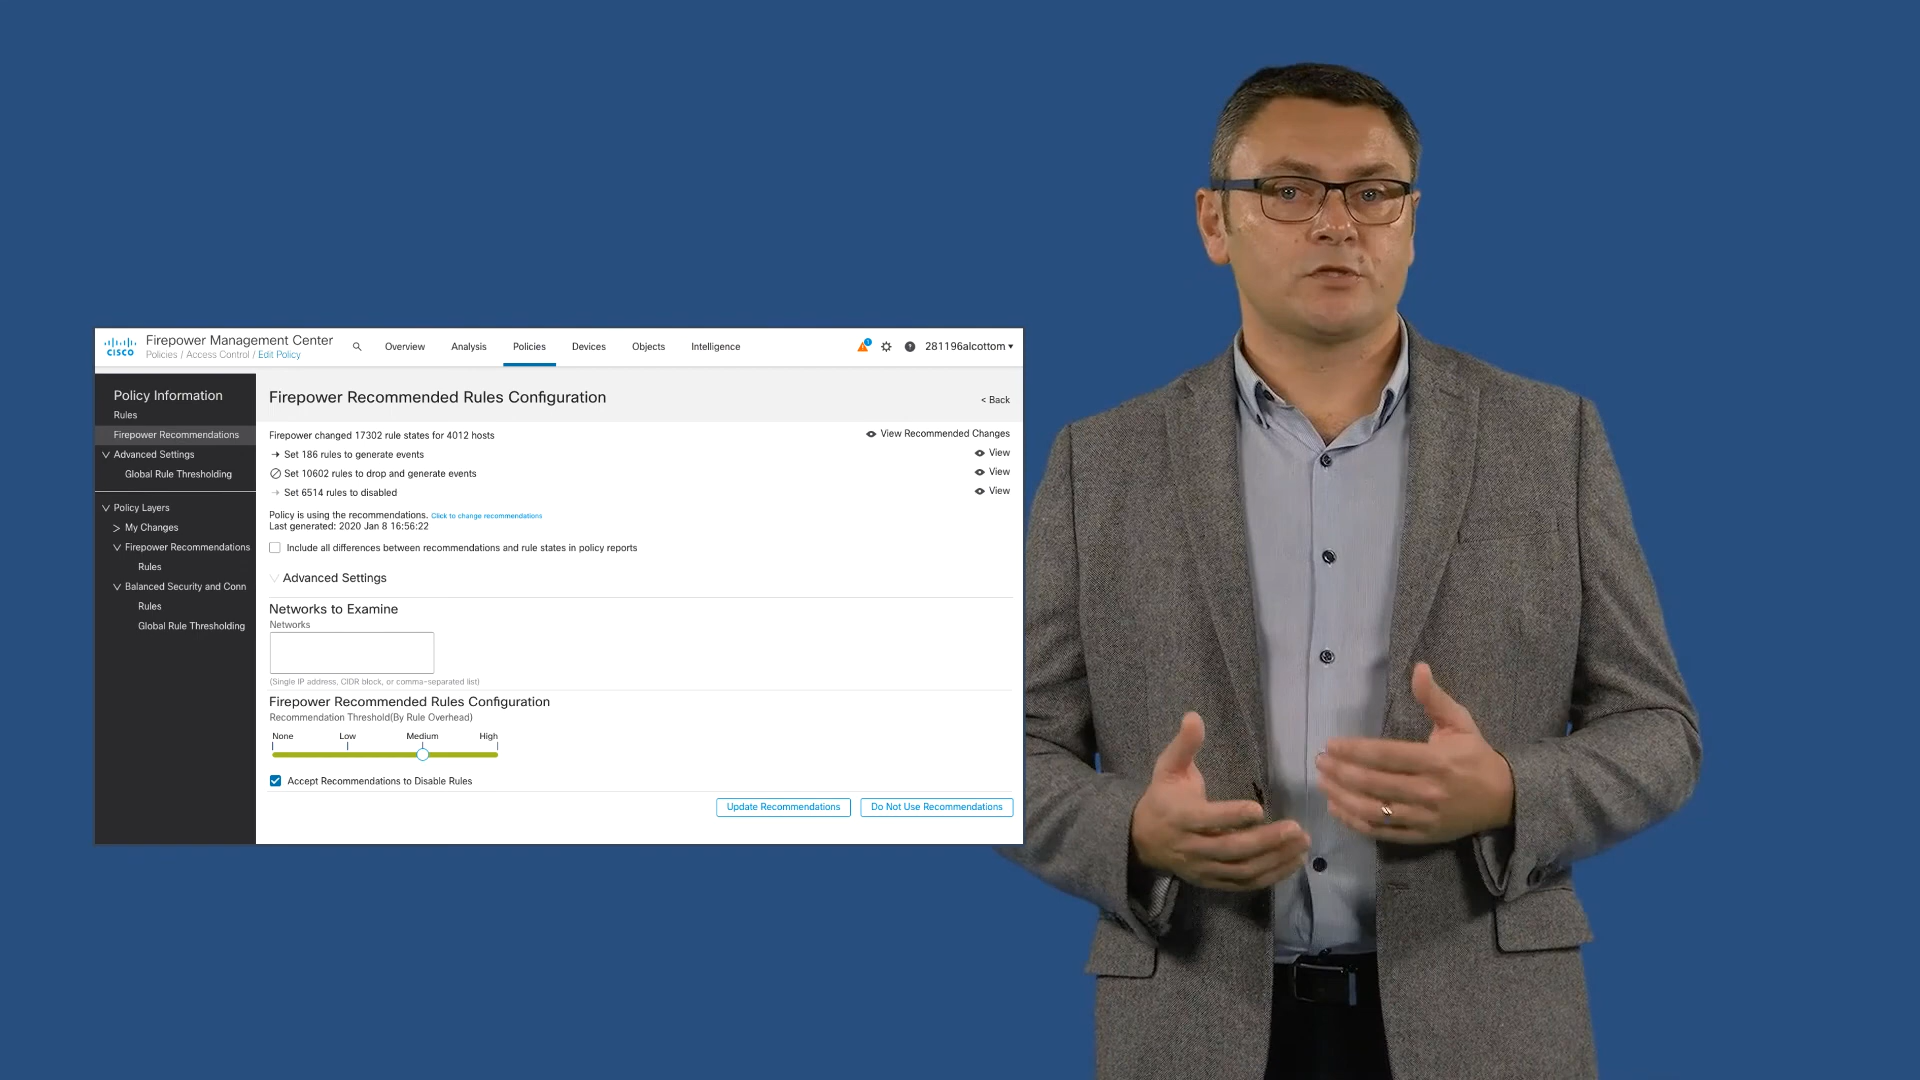 CISCO
Firepower Management Center
Policies / Access Control / Edit Policy
Overview Analysis Policies Devices Objects Intelligence
281196alcottom
Policy Information
Rules
Firepower Recommendations
Advanced Settings
Global Rule Thresholding
Policy Layers
My Changes
Firepower Recommendations
Rules
Balanced Security and Conn
Rules
Global Rule Thresholding
Firepower Recommended Rules Configuration
< Back
Firepower changed 17302 rule states for 4012 hosts
View Recommended Changes
Set 186 rules to generate events
View
Set 10602 rules to drop and generate events
View
Set 6514 rules to disabled
View
Policy is using the recommendations. Click to change recommendations
Last generated: 2020 Jan 8 16:56:22
Include all differences between recommendations and rule states in policy reports
Advanced Settings
Networks to Examine
Networks
(Single IP address, CIDR block, or comma-separated list)
Firepower Recommended Rules Configuration
Recommendation Threshold(By Rule Overhead)
None Low Medium High
Accept Recommendations to Disable Rules
Update Recommendations Do Not Use Recommendations